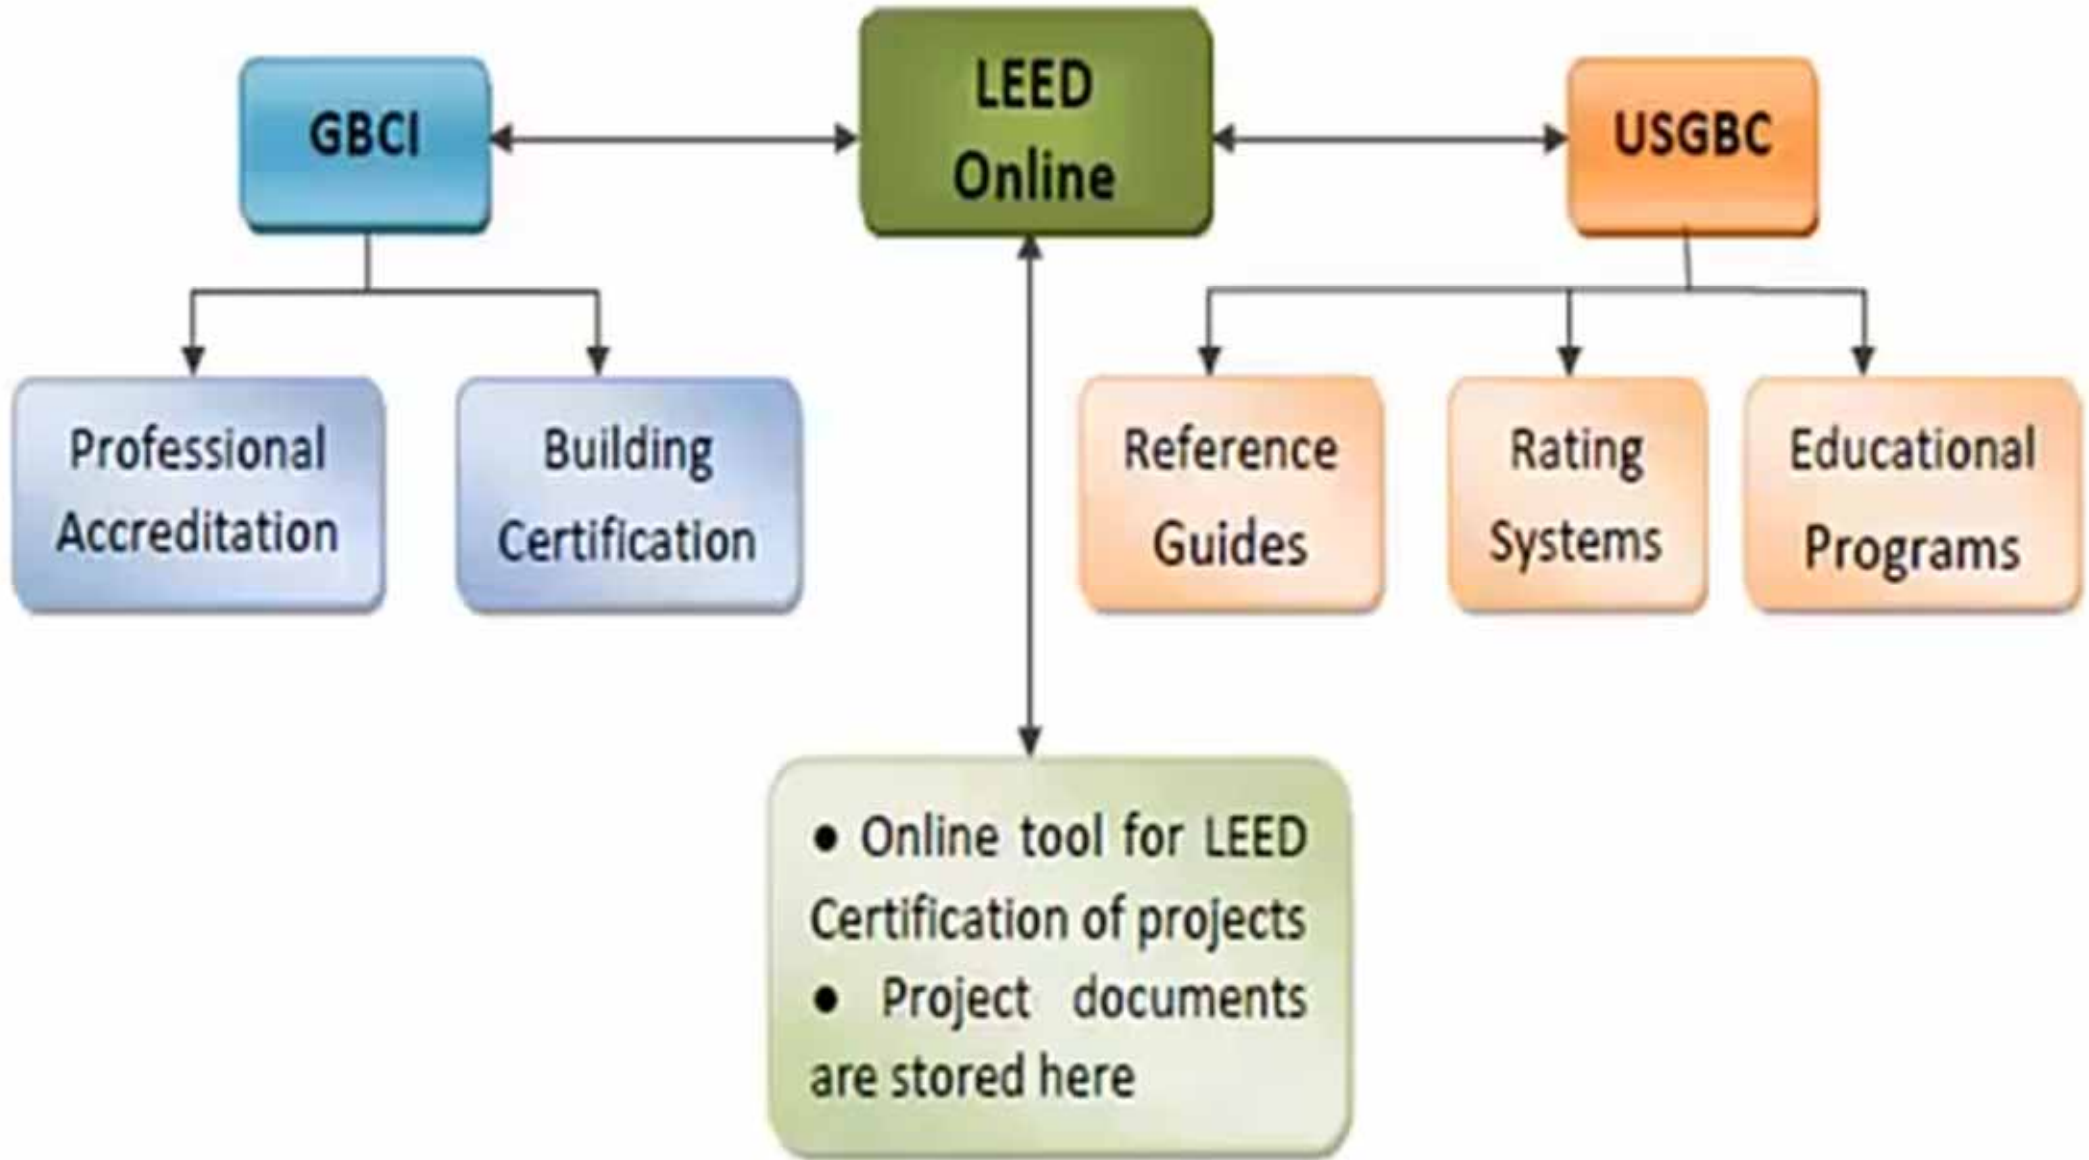 GBCI
LEED
Online
USGBC
Professional
Accreditation
Building
Certification
Reference
Guides
Rating
Systems
Educational
Programs
● Online tool for LEED
Certification of projects
● Project documents
are stored here